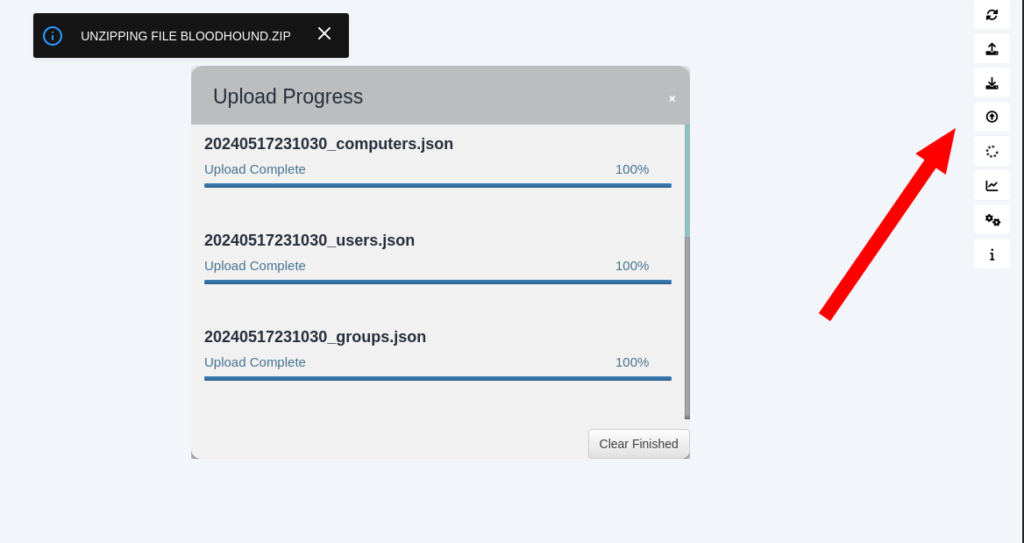 UNZIPPING FILE BLOODHOUND.ZIP
Upload Progress
20240517231030_computers.json
Upload Complete 100%
20240517231030_users.json
Upload Complete 100%
20240517231030_groups.json
Upload Complete 100%
Clear Finished